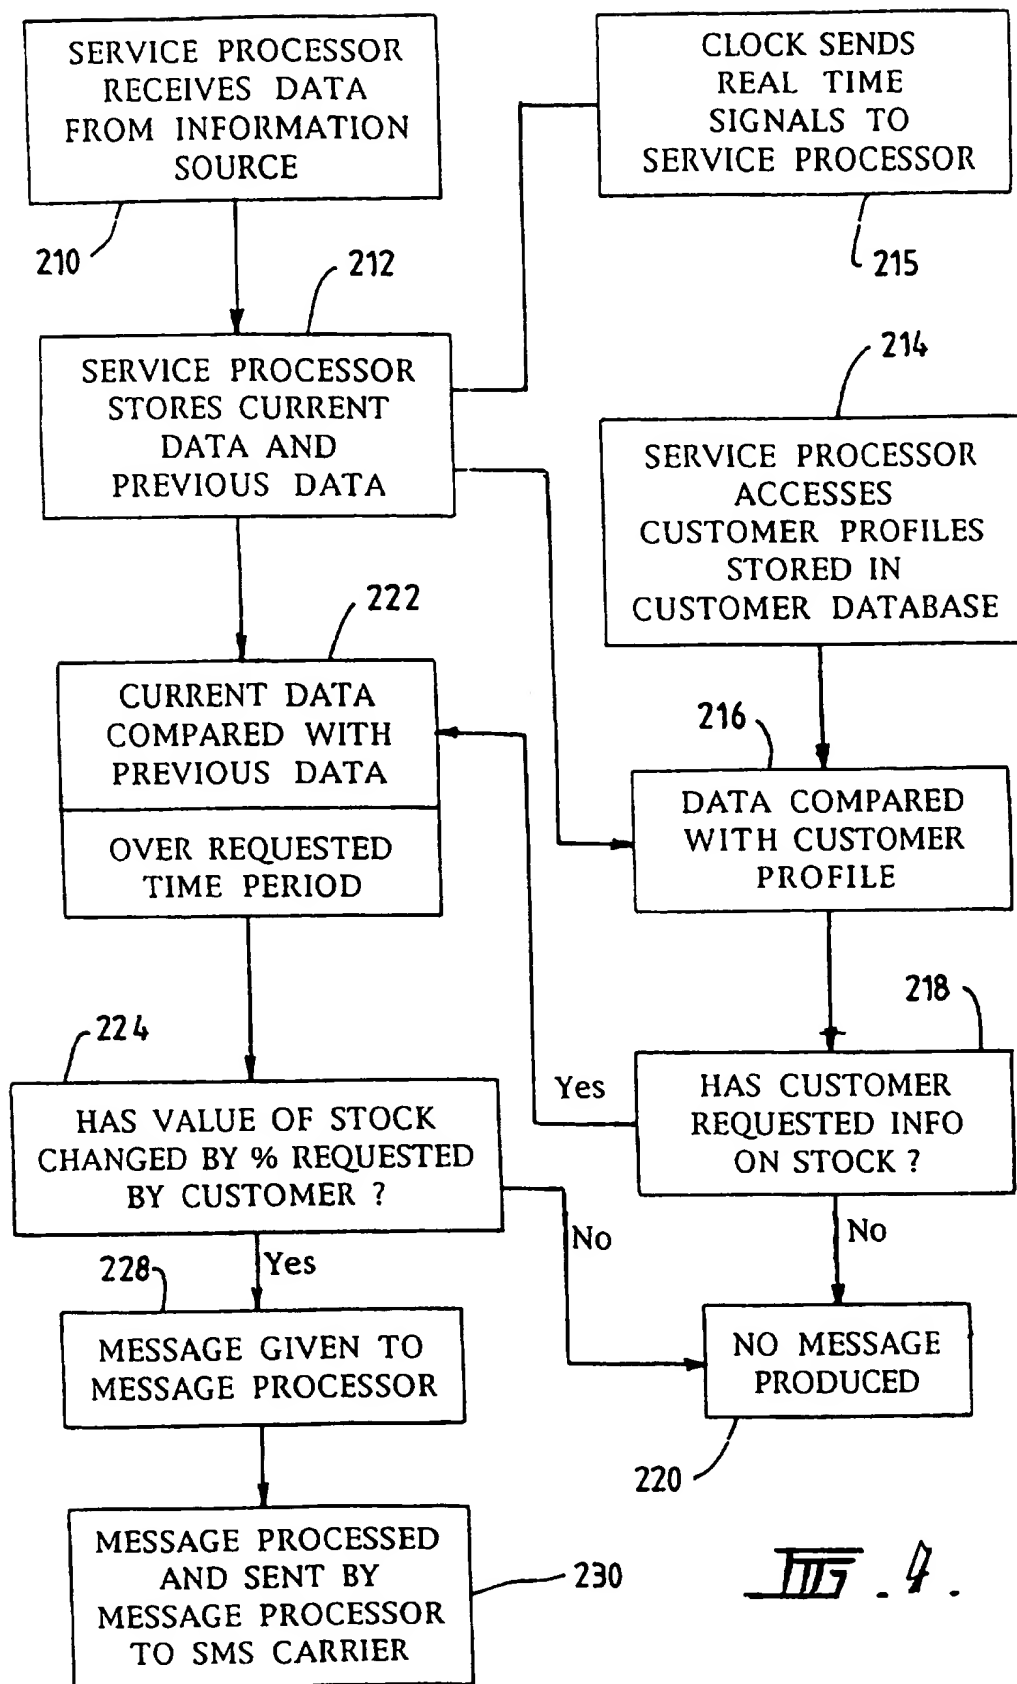 SERVICE PROCESSOR
RECEIVES DATA
FROM INFORMATION
SOURCE
210
CLOCK SENDS
REAL TIME
SIGNALS TO
SERVICE PROCESSOR
215
212
SERVICE PROCESSOR
STORES CURRENT
DATA AND
PREVIOUS DATA
214
SERVICE PROCESSOR
ACCESSES
CUSTOMER PROFILES
STORED IN
CUSTOMER DATABASE
222
CURRENT DATA
COMPARED WITH
PREVIOUS DATA
OVER REQUESTED
TIME PERIOD
216
DATA COMPARED
WITH CUSTOMER
PROFILE
218
HAS CUSTOMER
REQUESTED INFO
ON STOCK ?
Yes
No
224
HAS VALUE OF STOCK
CHANGED BY % REQUESTED
BY CUSTOMER ?
No
Yes
228
MESSAGE GIVEN TO
MESSAGE PROCESSOR
NO MESSAGE
PRODUCED
220
MESSAGE PROCESSED
AND SENT BY
MESSAGE PROCESSOR
TO SMS CARRIER
230
FIG. 4.